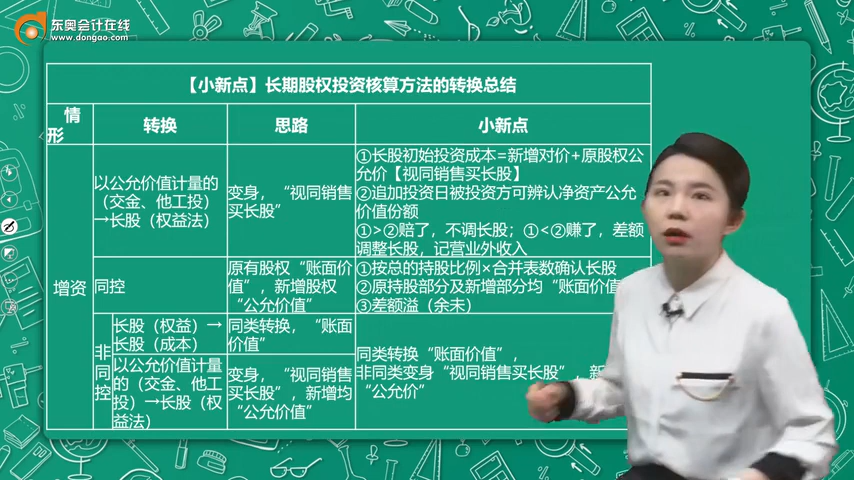 东奥会计在线
www.dongao.com
【小新点】长期股权投资核算方法的转换总结
情形
转换
思路
小新点
增资
以公允价值计量的
（交金、他工投）
→长股（权益法）
变身，“视同销售
买长股”
①长股初始投资成本=新增对价+原股权公
允价【视同销售买长股】
②追加投资日被投资方可辨认净资产公允
价值份额
①>②赔了，不调长股；①<②赚了，差额
调整长股，记营业外收入
同控
原有股权“账面价
值”，新增股权
“公允价值”
①按总的持股比例×合并表数确认长股
②原持股部分及新增部分均“账面价值
③差额溢（余未）
非同控
长股（权益）→
长股（成本）
同类转换，“账面
价值”
以公允价值计量
的（交金、他工
投）→长股（权
益法）
变身，“视同销售
买长股”，新增均
“公允价值”
同类转换“账面价值”，
非同类变身“视同销售买长股”，新
“公允价”